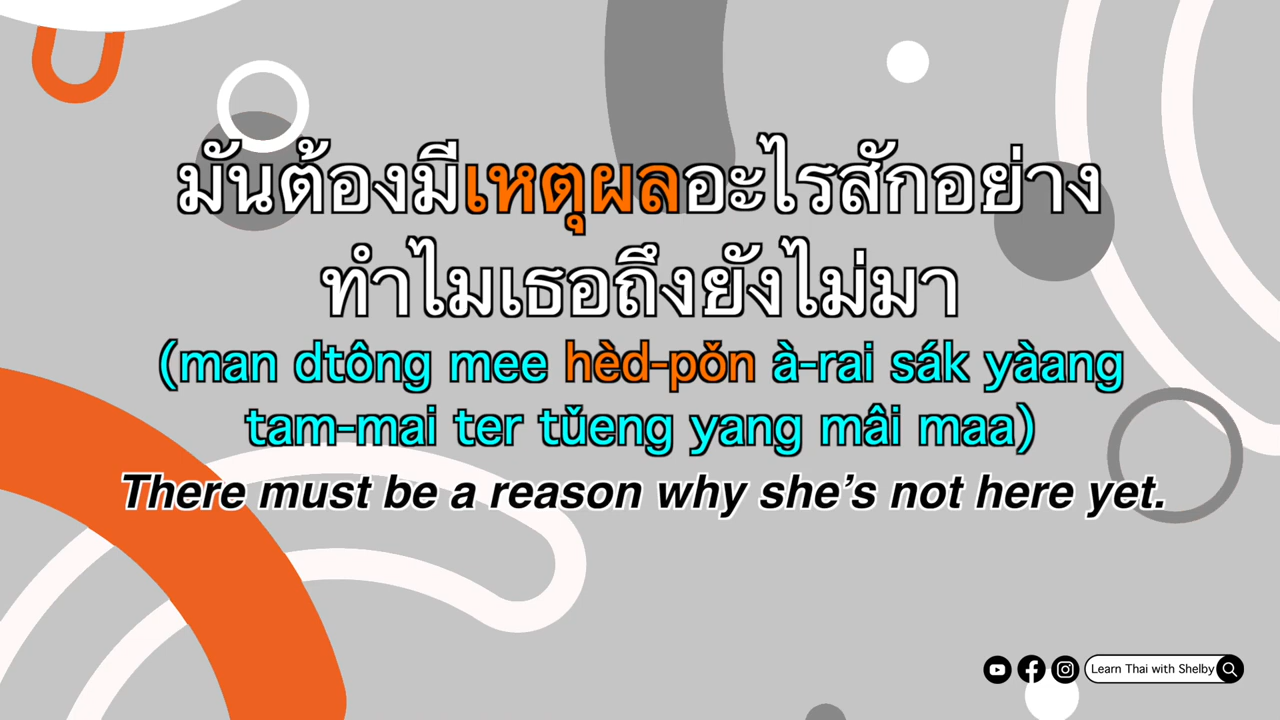 มันต้องมีเหตุผลอะไรสักอย่าง
ทำไมเธอถึงยังไม่มา
(man dtông mee hèd-pǒn à-rai sák yàang
tam-mai ter tǔeng yang mâi maa)
There must be a reason why she’s not here yet.
Learn Thai with Shelby